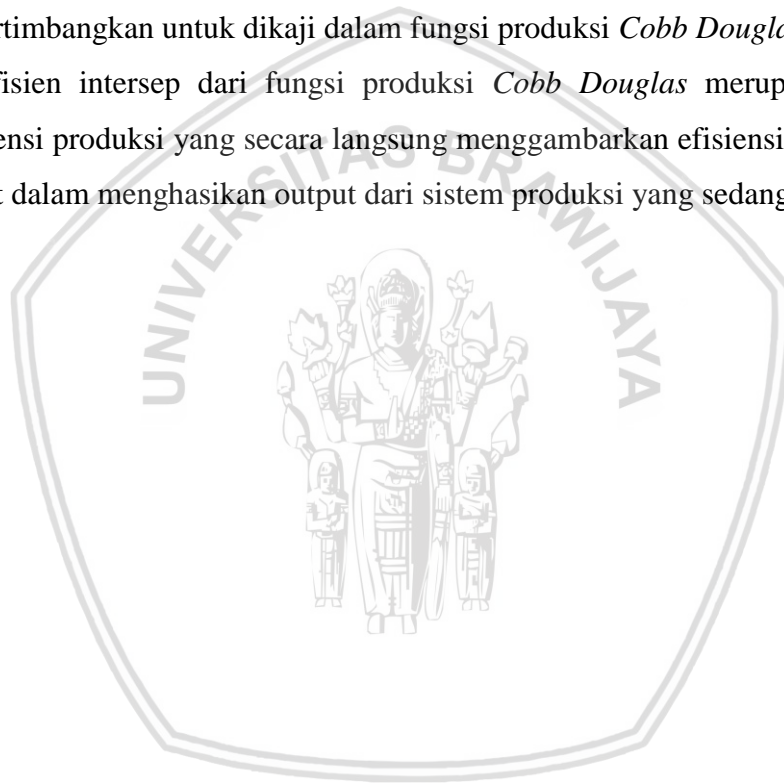 rtimbangkan untuk dikaji dalam fungsi produksi Cobb Dougla
fisien intersep dari fungsi produksi Cobb Douglas merup
ensi produksi yang secara langsung menggambarkan efisiensi
t dalam menghasikan output dari sistem produksi yang sedang
UNIVERSITAS BRAWIJAYA